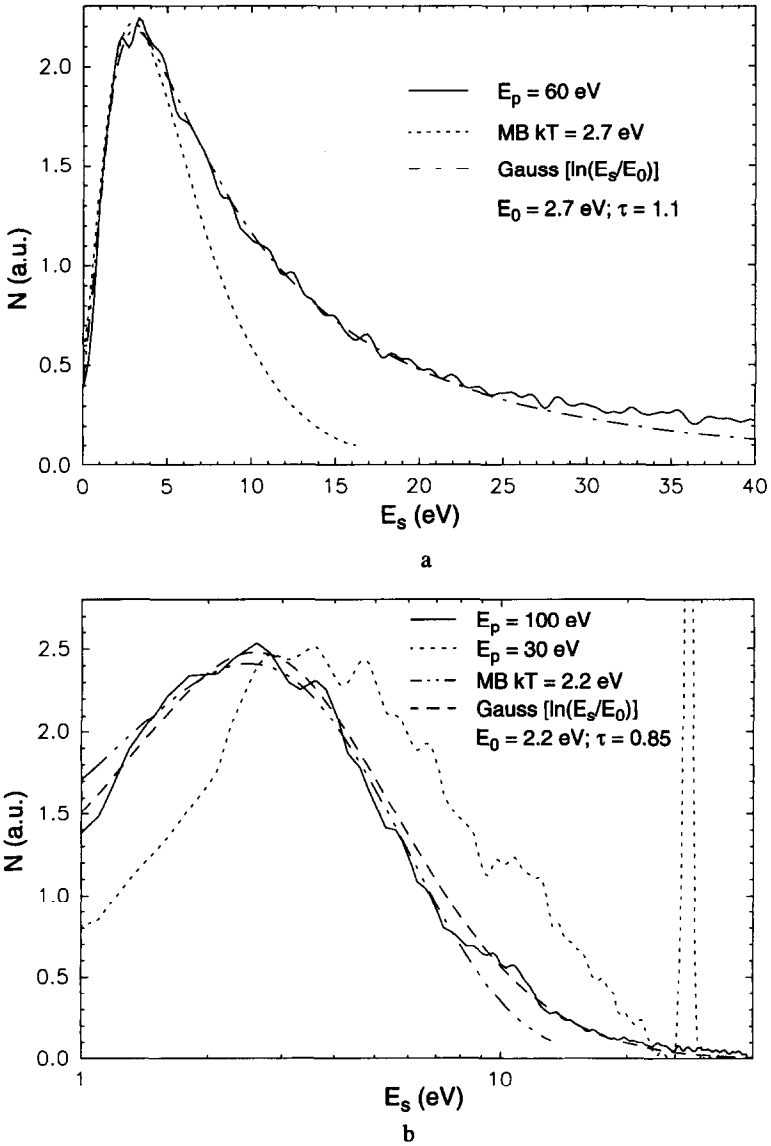 2.0
1.5
1.0
0.5
0.0
N (a.u.)
E_p = 60 eV
MB kT = 2.7 eV
Gauss [ln(E_s/E_0)]
E_0 = 2.7 eV; τ = 1.1
0 5 10 15 20 25 30 35 40
E_s (eV)
a
2.5
2.0
1.5
1.0
0.5
0.0
N (a.u.)
E_p = 100 eV
E_p = 30 eV
MB kT = 2.2 eV
Gauss [ln(E_s/E_0)]
E_0 = 2.2 eV; τ = 0.85
1 10
E_s (eV)
b